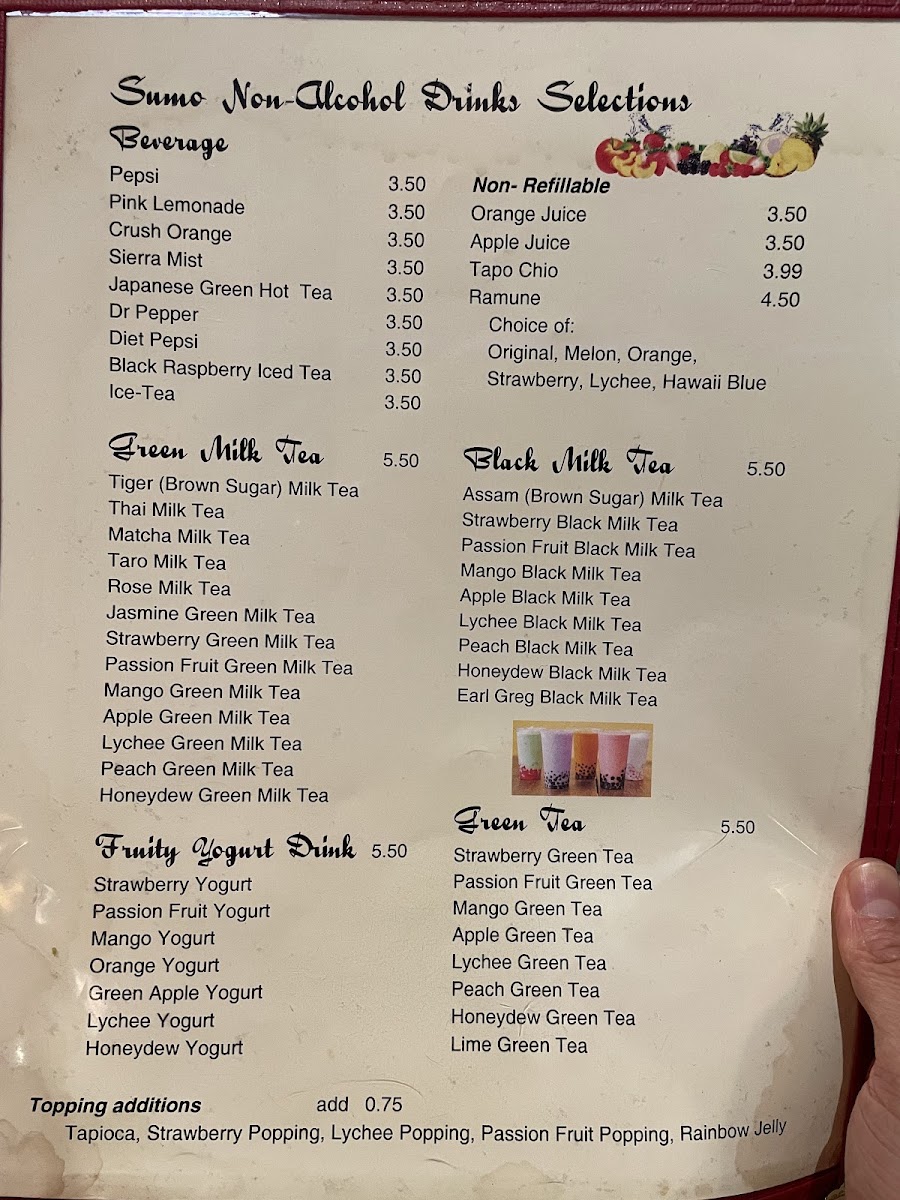 Sumo Non-Alcohol Drinks Selections
Beverage
Pepsi 3.50
Pink Lemonade 3.50
Crush Orange 3.50
Sierra Mist 3.50
Japanese Green Hot Tea 3.50
Dr Pepper 3.50
Diet Pepsi 3.50
Black Raspberry Iced Tea 3.50
Ice-Tea 3.50
Non- Refillable
Orange Juice 3.50
Apple Juice 3.50
Tapo Chio 3.99
Ramune 4.50
Choice of:
Original, Melon, Orange,
Strawberry, Lychee, Hawaii Blue
Green Milk Tea 5.50
Tiger (Brown Sugar) Milk Tea
Thai Milk Tea
Matcha Milk Tea
Taro Milk Tea
Rose Milk Tea
Jasmine Green Milk Tea
Strawberry Green Milk Tea
Passion Fruit Green Milk Tea
Mango Green Milk Tea
Apple Green Milk Tea
Lychee Green Milk Tea
Peach Green Milk Tea
Honeydew Green Milk Tea
Black Milk Tea 5.50
Assam (Brown Sugar) Milk Tea
Strawberry Black Milk Tea
Passion Fruit Black Milk Tea
Mango Black Milk Tea
Apple Black Milk Tea
Lychee Black Milk Tea
Peach Black Milk Tea
Honeydew Black Milk Tea
Earl Greg Black Milk Tea
Fruity Yogurt Drink 5.50
Strawberry Yogurt
Passion Fruit Yogurt
Mango Yogurt
Orange Yogurt
Green Apple Yogurt
Lychee Yogurt
Honeydew Yogurt
Green Tea 5.50
Strawberry Green Tea
Passion Fruit Green Tea
Mango Green Tea
Apple Green Tea
Lychee Green Tea
Peach Green Tea
Honeydew Green Tea
Lime Green Tea
Topping additions add 0.75
Tapioca, Strawberry Popping, Lychee Popping, Passion Fruit Popping, Rainbow Jelly